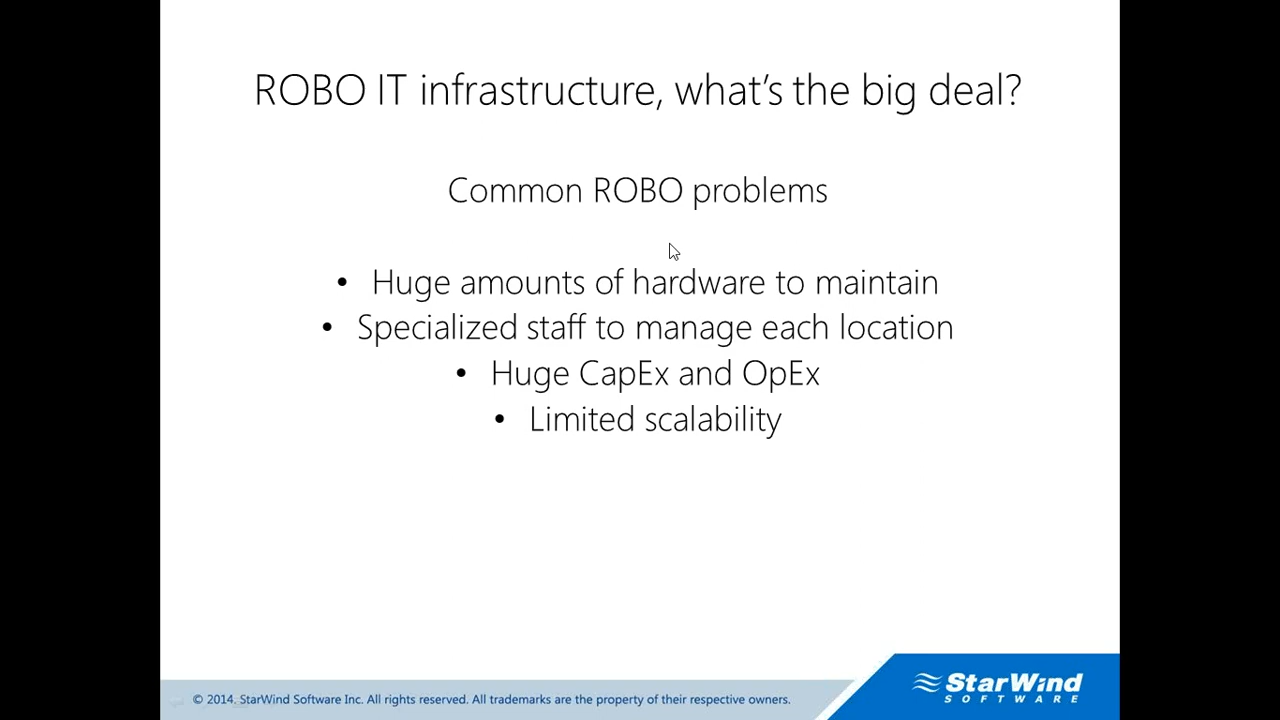 ROBO IT infrastructure, what's the big deal?
Common ROBO problems
• Huge amounts of hardware to maintain
• Specialized staff to manage each location
• Huge CapEx and OpEx
• Limited scalability
© 2014, StarWind Software Inc. All rights reserved. All trademarks are the property of their respective owners.
StarWind
SOFTWARE